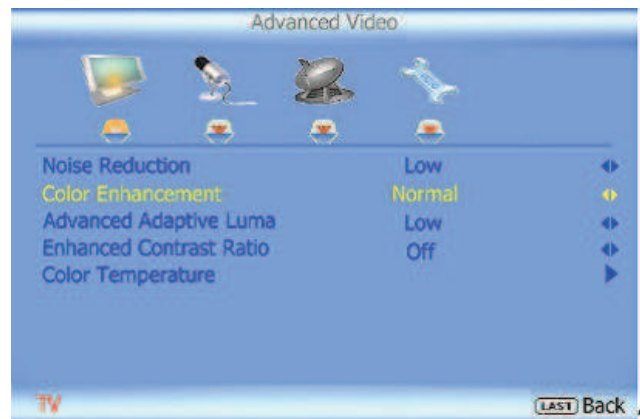 Advanced Video
Noise Reduction Low
Color Enhancement Normal
Advanced Adaptive Luma Low
Enhanced Contrast Ratio Off
Color Temperature
TV LAST Back